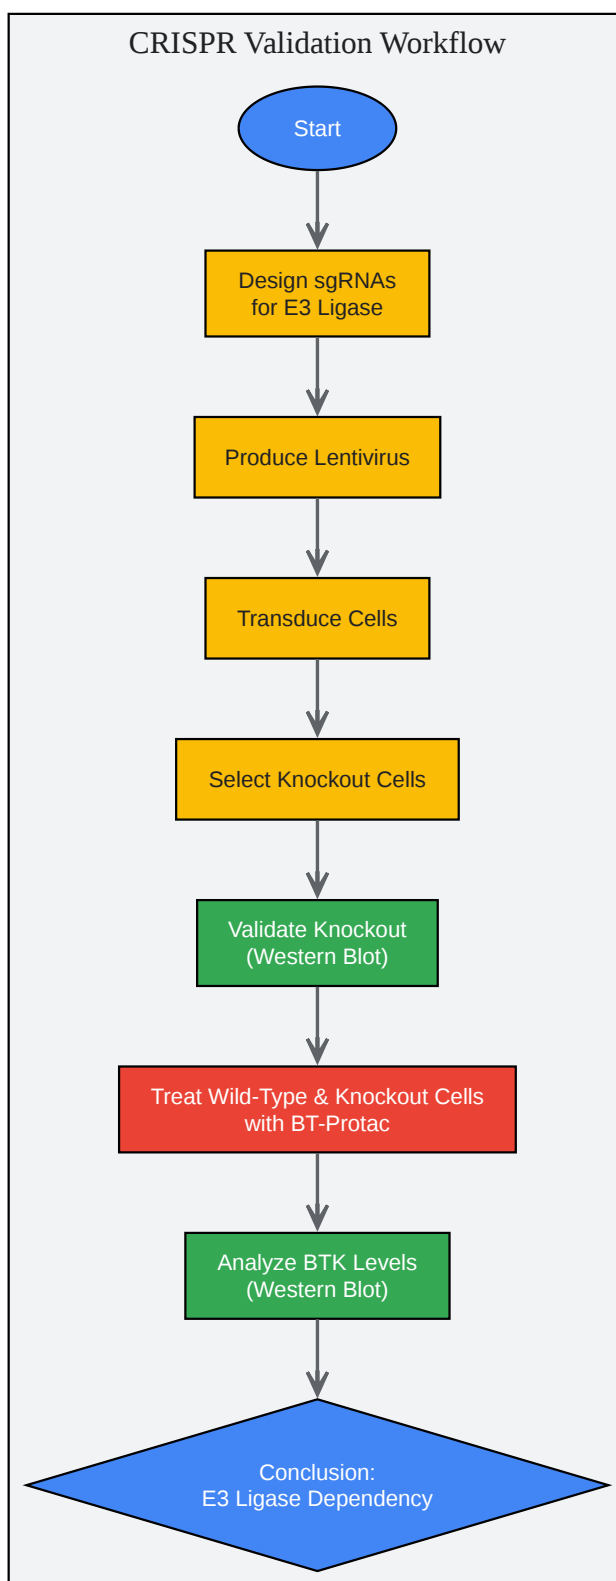 CRISPR Validation Workflow
Start
Design sgRNAs
for E3 Ligase
Produce Lentivirus
Transduce Cells
Select Knockout Cells
Validate Knockout
(Western Blot)
Treat Wild-Type & Knockout Cells
with BT-Protac
Analyze BTK Levels
(Western Blot)
Conclusion:
E3 Ligase Dependency